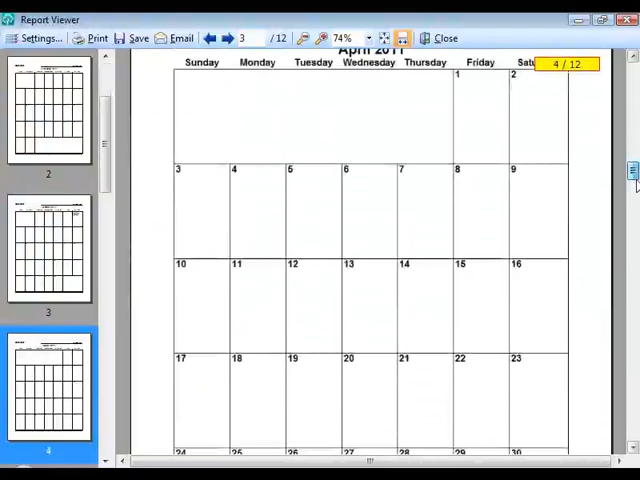 Report Viewer
Settings... Print Save Email 3 / 12 74% Close
April 2011
Sunday Monday Tuesday Wednesday Thursday Friday
4 / 12
1 2
3 4 5 6 7 8 9
10 11 12 13 14 15 16
17 18 19 20 21 22 23
24 25 26 27 28 29 30
2
3
4